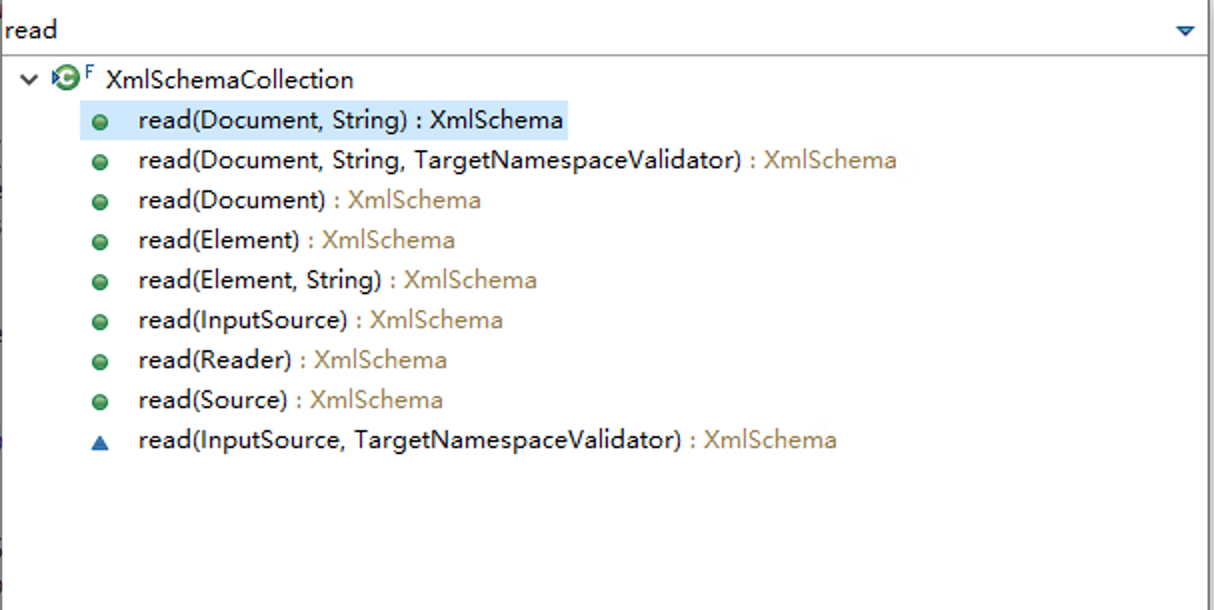 read
F XmlSchemaCollection
read(Document, String) : XmlSchema
read(Document, String, TargetNamespaceValidator) : XmlSchema
read(Document) : XmlSchema
read(Element) : XmlSchema
read(Element, String) : XmlSchema
read(InputSource) : XmlSchema
read(Reader) : XmlSchema
read(Source) : XmlSchema
read(InputSource, TargetNamespaceValidator) : XmlSchema